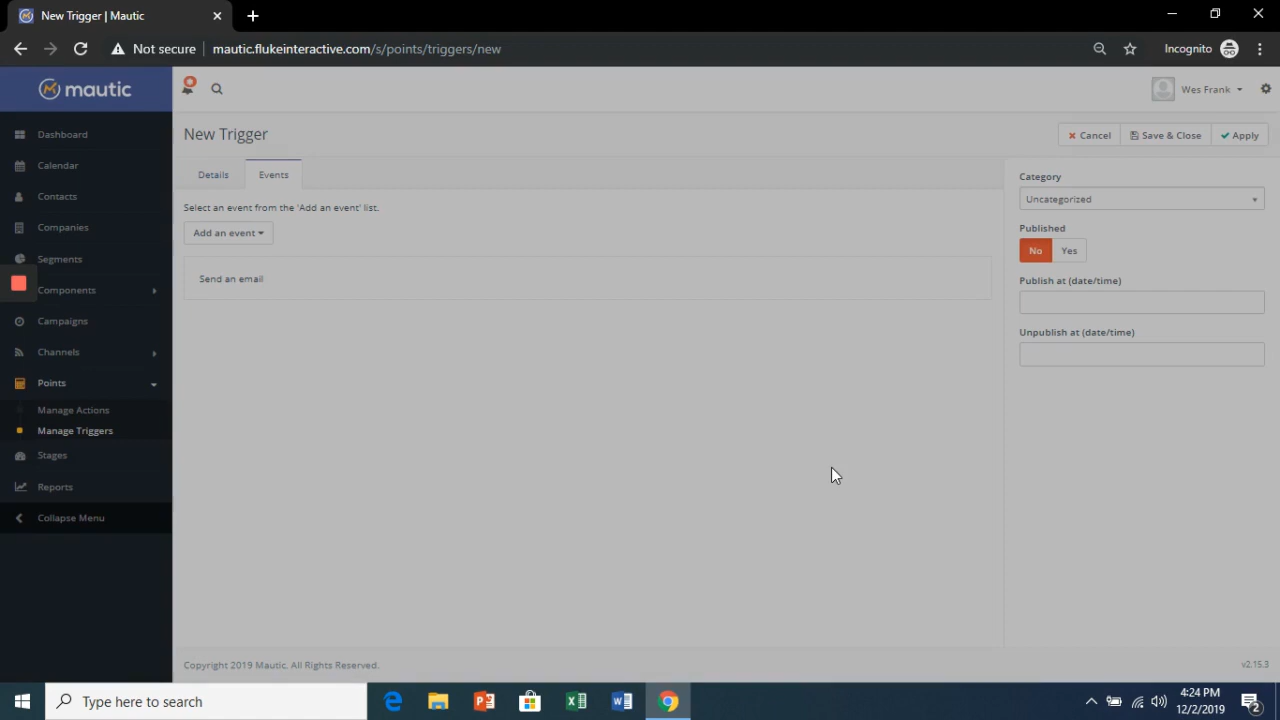 New Trigger | Mautic
Not secure
mautic.flukeinteractive.com/s/points/triggers/new
Incognito
mautic
Wes Frank
Dashboard
Calendar
Contacts
Companies
Segments
Components
Campaigns
Channels
Points
Manage Actions
Manage Triggers
Stages
Reports
Collapse Menu
New Trigger
Cancel
Save & Close
Apply
Details
Events
Select an event from the 'Add an event' list.
Add an event
Send an email
Category
Uncategorized
Published
No
Yes
Publish at (date/time)
Unpublish at (date/time)
Copyright 2019 Mautic. All Rights Reserved.
v2.15.3
Type here to search
4:24 PM
12/2/2019
2